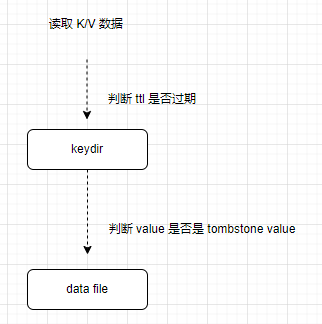 读取 K/V 数据
判断 ttl 是否过期
keydir
判断 value 是否是 tombstone value
data file